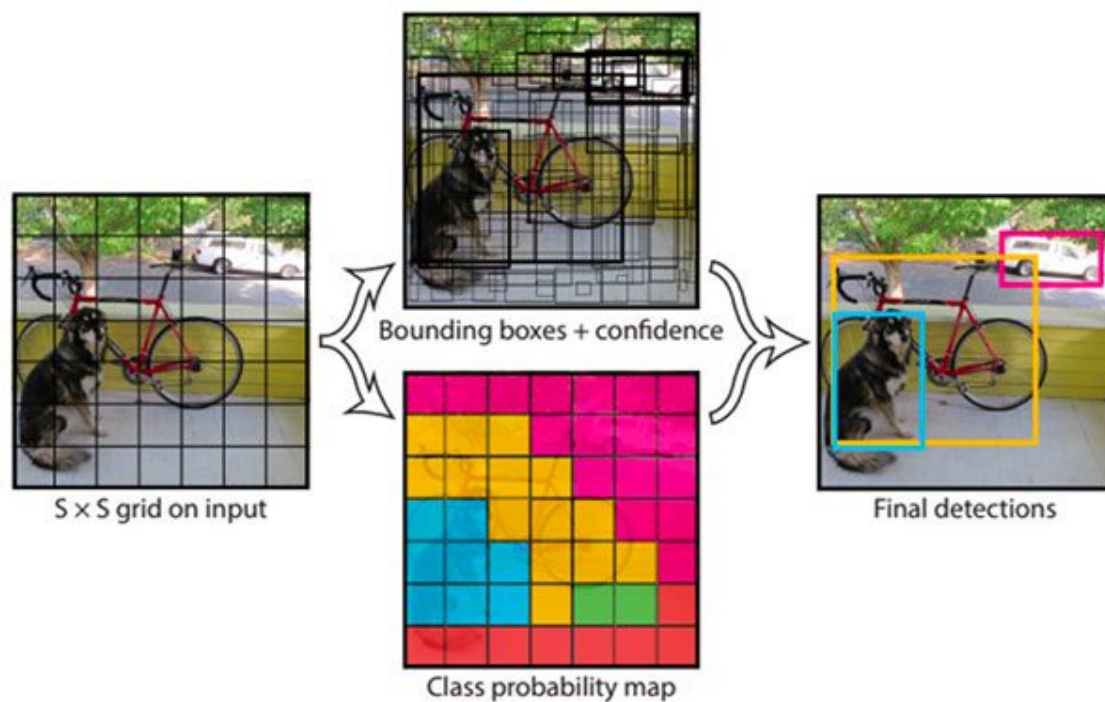 Bounding boxes + confidence
S × S grid on input
Final detections
Class probability map